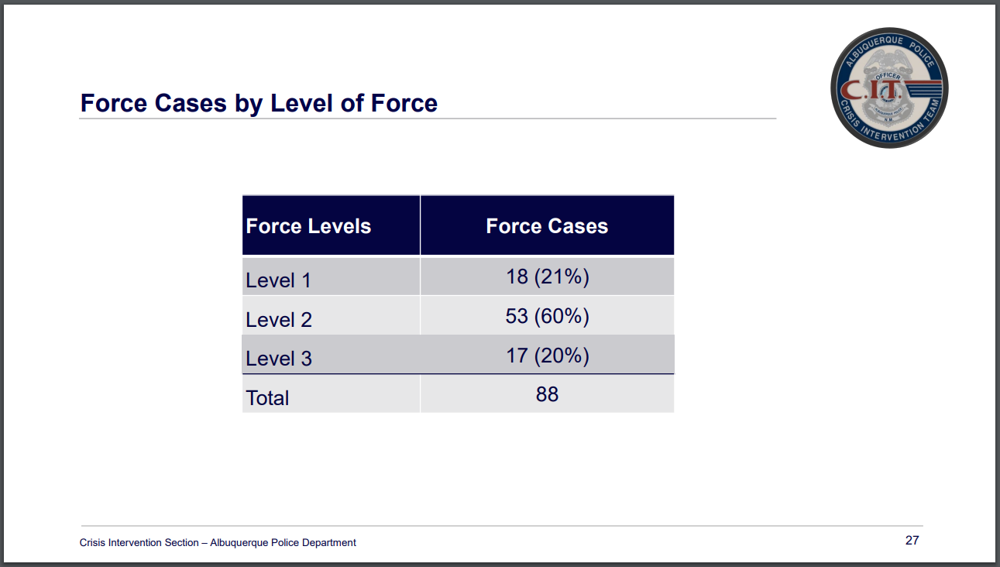 ALBUQUERQUE POLICE
OFFICER
C.I.T.
CRISIS INTERVENTION TEAM
Force Cases by Level of Force
Force Levels Force Cases
Level 1 18 (21%)
Level 2 53 (60%)
Level 3 17 (20%)
Total 88
Crisis Intervention Section – Albuquerque Police Department 27